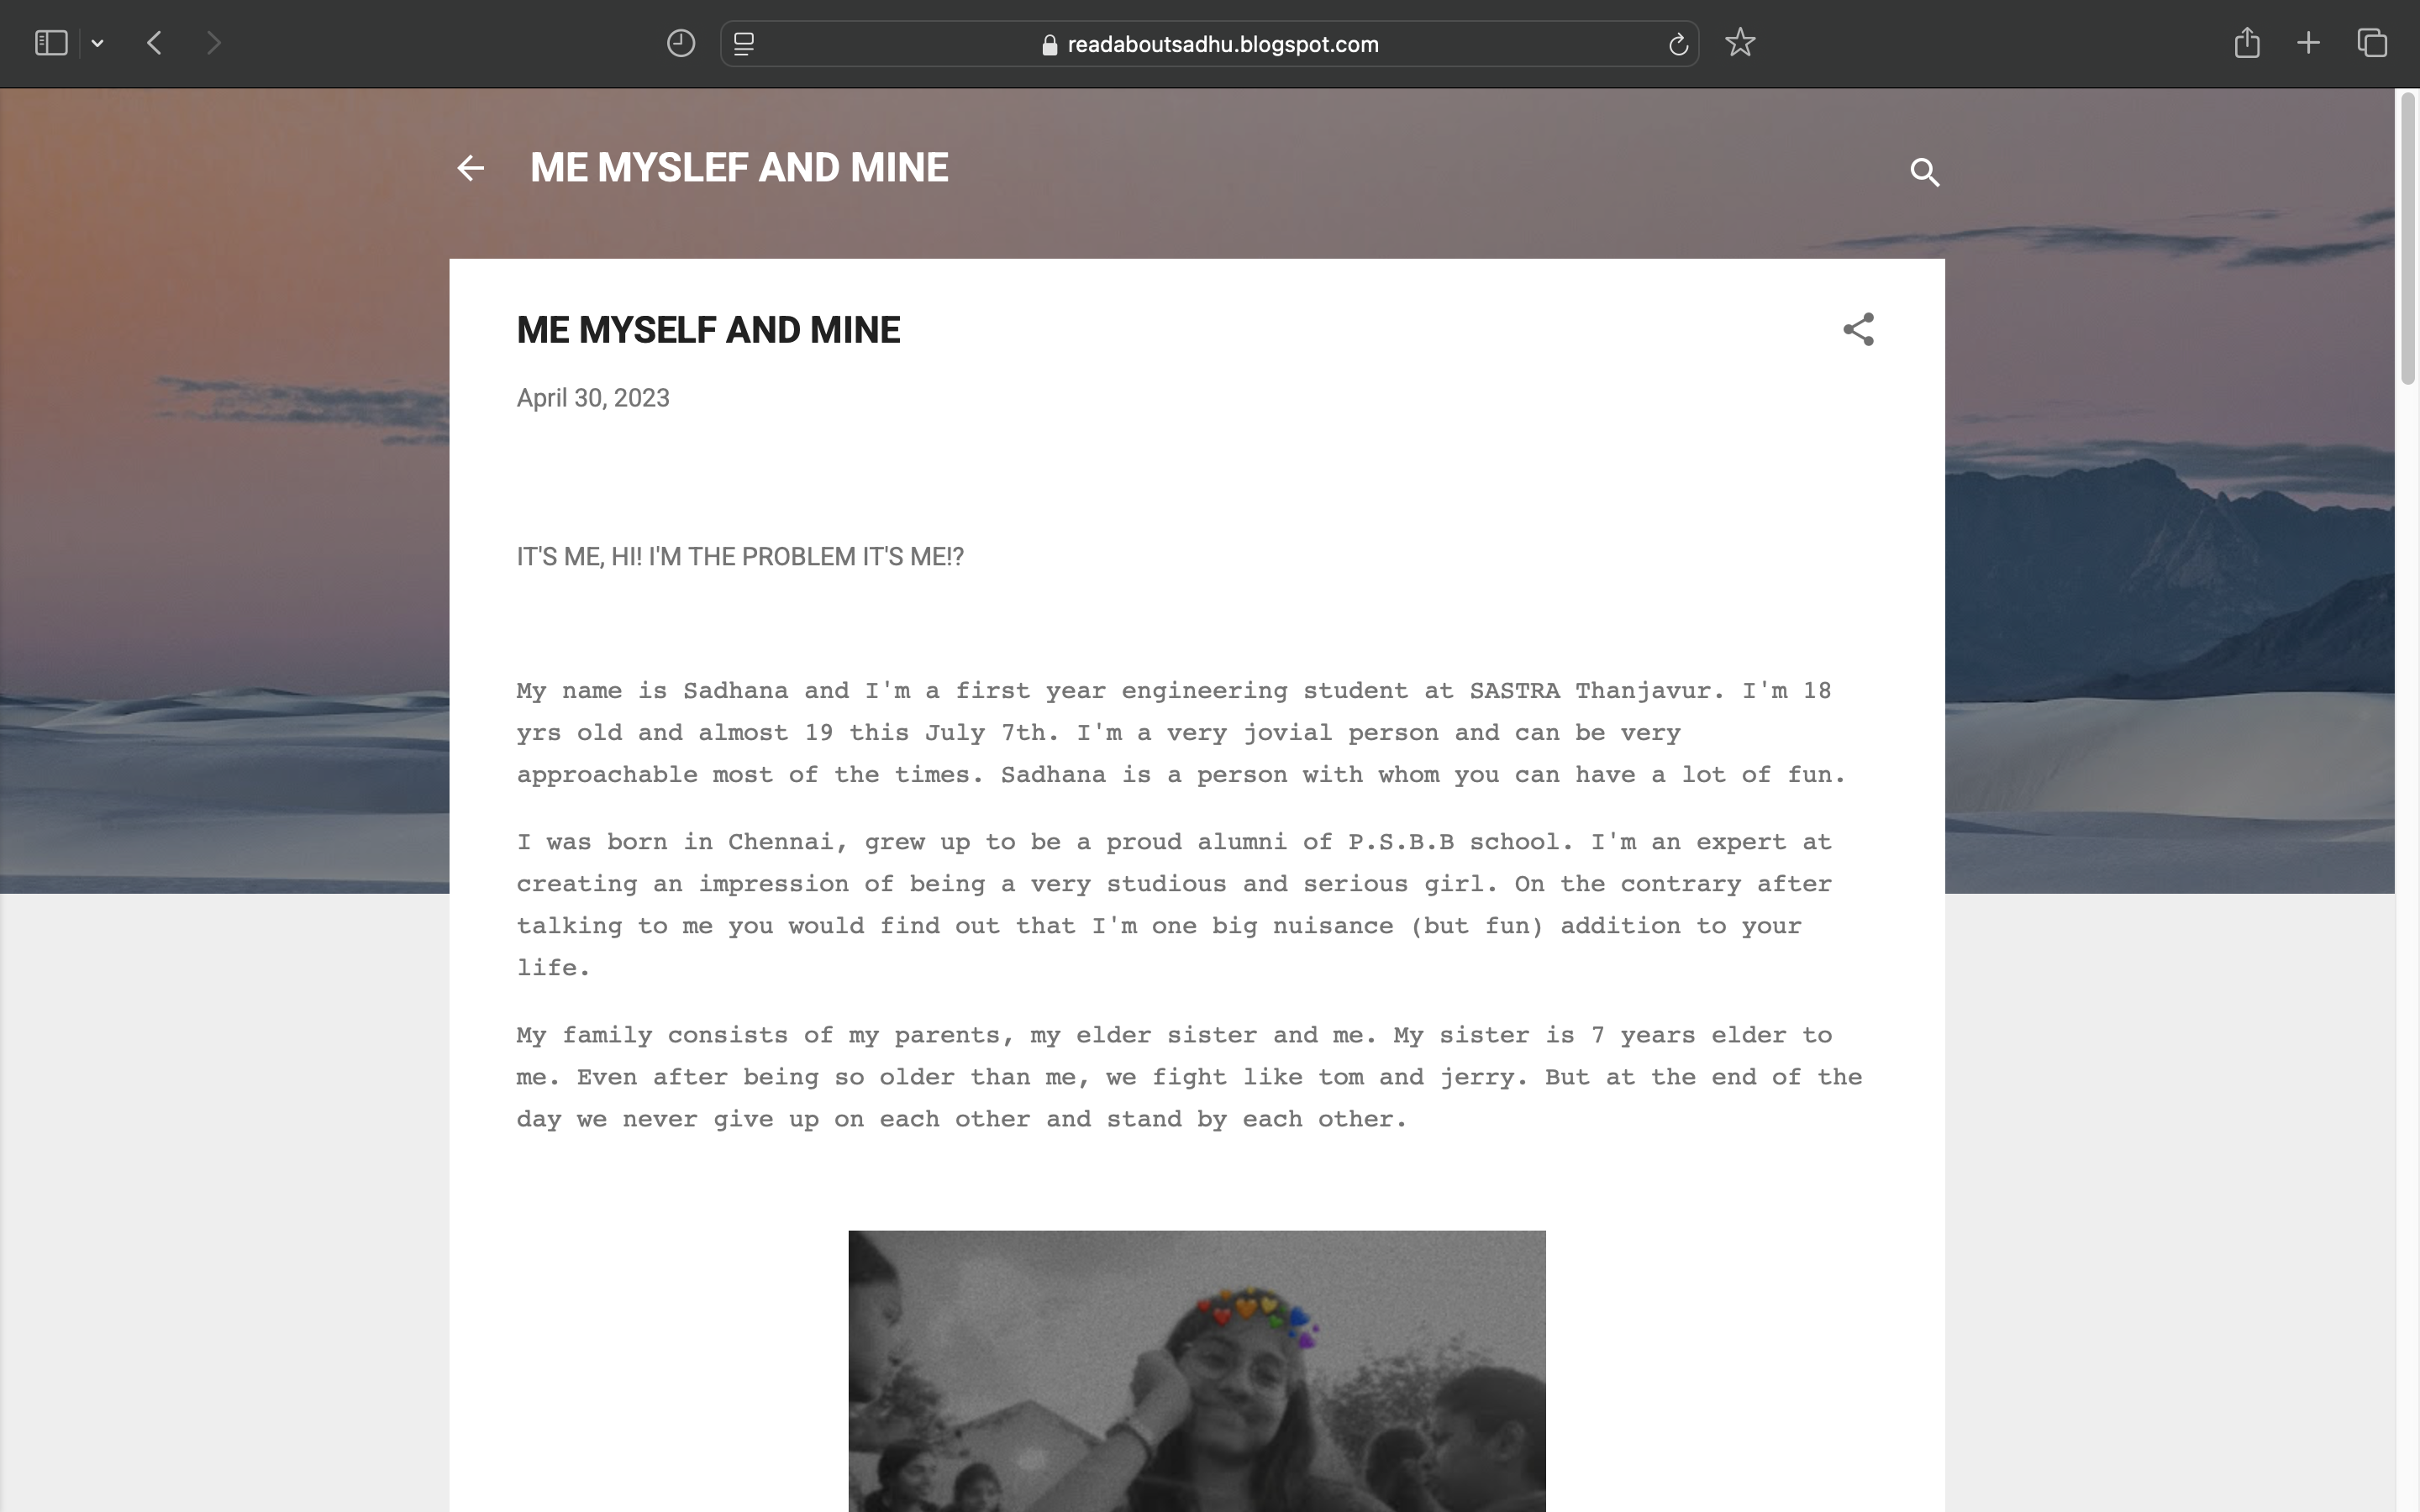 readaboutsadhu.blogspot.com
ME MYSLEF AND MINE
ME MYSELF AND MINE
April 30, 2023
IT'S ME, HI! I'M THE PROBLEM IT'S ME!?
My name is Sadhana and I'm a first year engineering student at SASTRA Thanjavur. I'm 18
yrs old and almost 19 this July 7th. I'm a very jovial person and can be very
approachable most of the times. Sadhana is a person with whom you can have a lot of fun.
I was born in Chennai, grew up to be a proud alumni of P.S.B.B school. I'm an expert at
creating an impression of being a very studious and serious girl. On the contrary after
talking to me you would find out that I'm one big nuisance (but fun) addition to your
life.
My family consists of my parents, my elder sister and me. My sister is 7 years elder to
me. Even after being so older than me, we fight like tom and jerry. But at the end of the
day we never give up on each other and stand by each other.